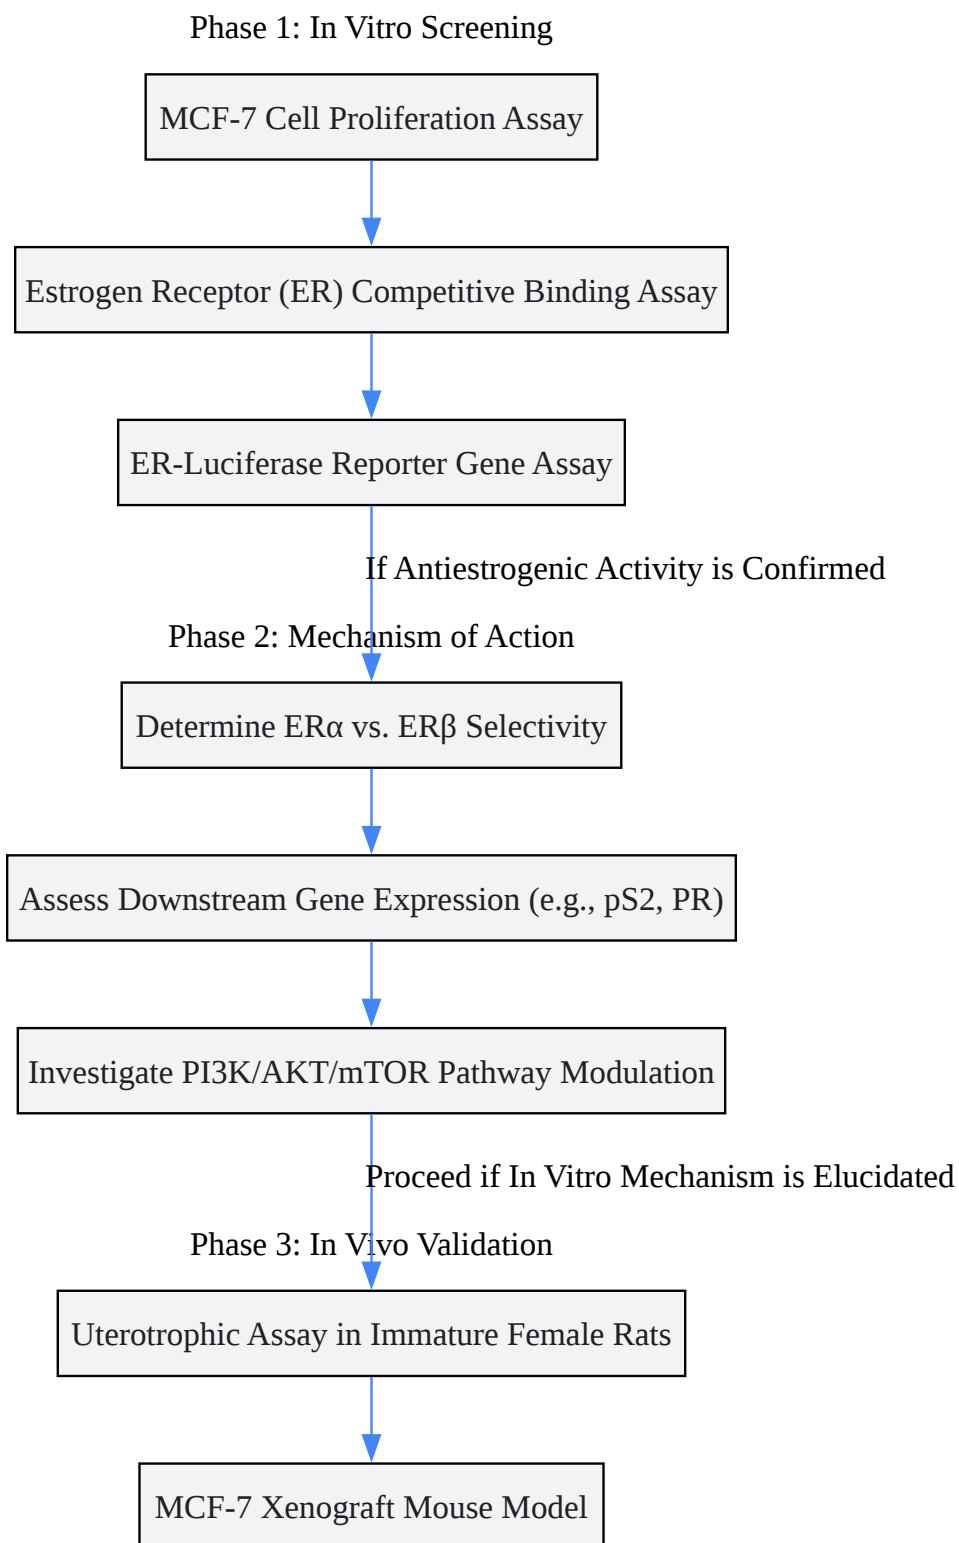 Phase 1: In Vitro Screening
MCF-7 Cell Proliferation Assay
Estrogen Receptor (ER) Competitive Binding Assay
ER-Luciferase Reporter Gene Assay
If Antiestrogenic Activity is Confirmed
Phase 2: Mechanism of Action
Determine ERα vs. ERβ Selectivity
Assess Downstream Gene Expression (e.g., pS2, PR)
Investigate PI3K/AKT/mTOR Pathway Modulation
Proceed if In Vitro Mechanism is Elucidated
Phase 3: In Vivo Validation
Uterotrophic Assay in Immature Female Rats
MCF-7 Xenograft Mouse Model